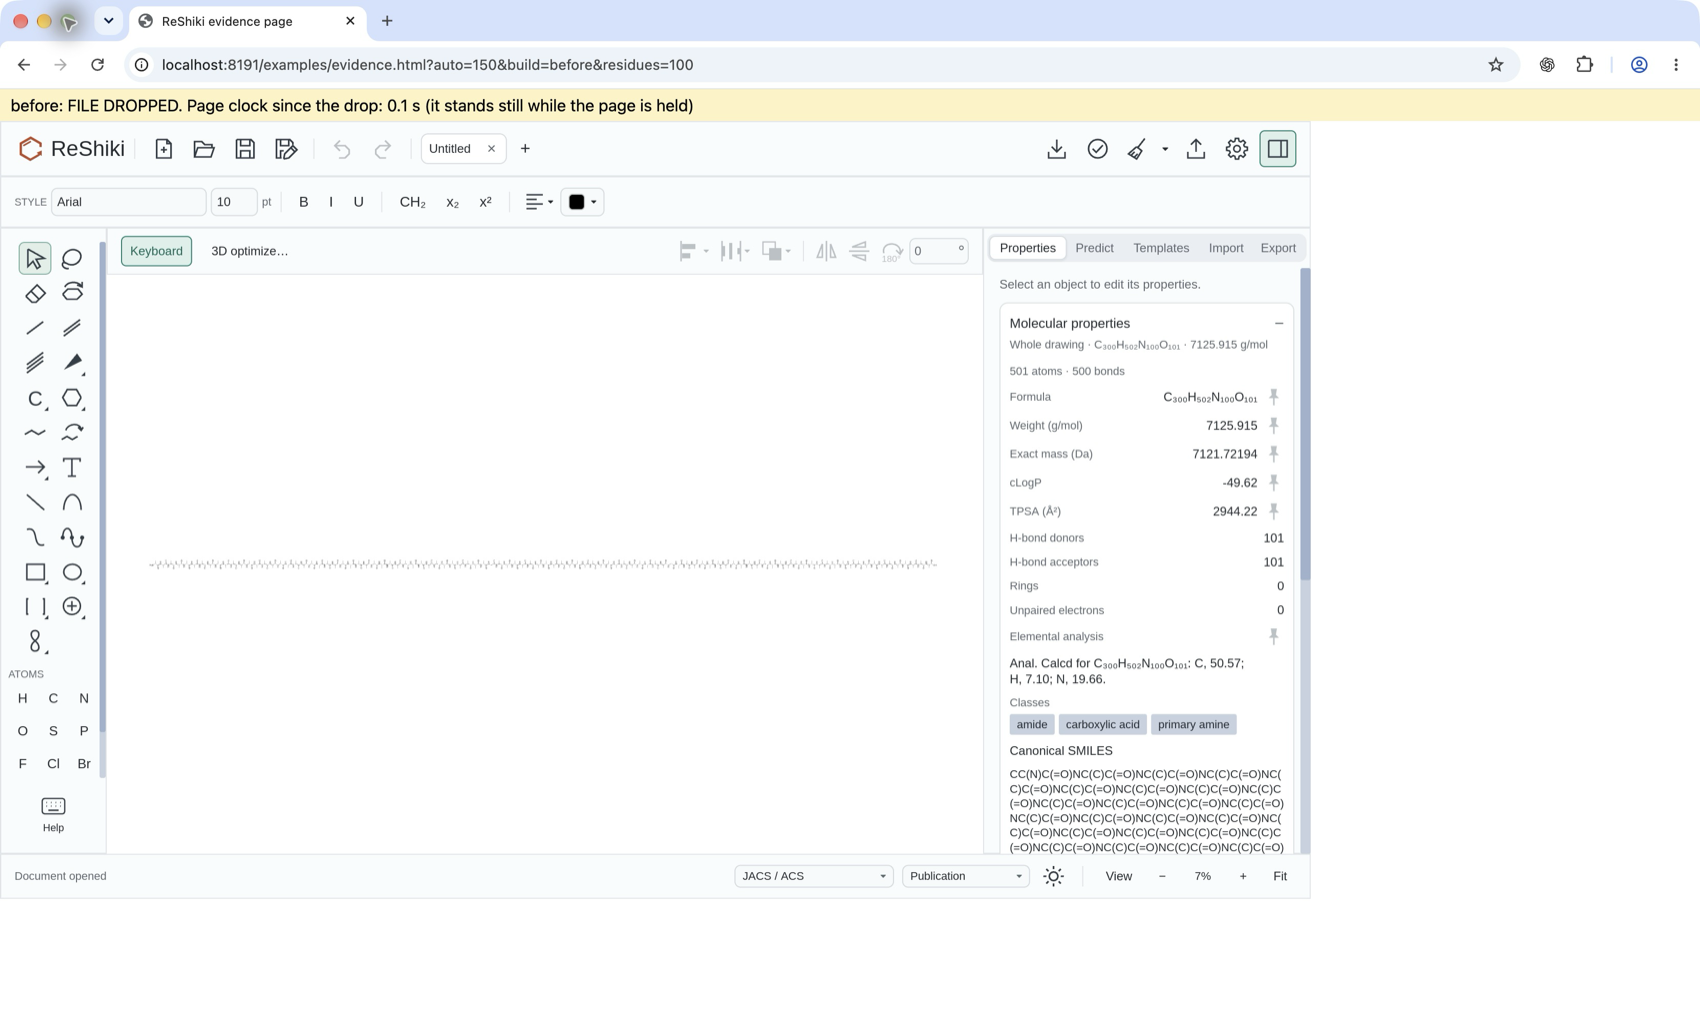 ReShiki evidence page
localhost:8191/examples/evidence.html?auto=150&build=before&residues=100
before: FILE DROPPED. Page clock since the drop: 0.1 s (it stands still while the page is held)
ReShiki
Untitled
STYLE Arial 10 pt B I U CH₂ x₂ x²
Keyboard 3D optimize... 180° 0 °
Properties Predict Templates Import Export
Select an object to edit its properties.
Molecular properties
Whole drawing · C₃₀₀H₅₀₂N₁₀₀O₁₀₁ · 7125.915 g/mol
501 atoms · 500 bonds
Formula C₃₀₀H₅₀₂N₁₀₀O₁₀₁
Weight (g/mol) 7125.915
Exact mass (Da) 7121.72194
cLogP -49.62
TPSA (Å²) 2944.22
H-bond donors 101
H-bond acceptors 101
Rings 0
Unpaired electrons 0
Elemental analysis
Anal. Calcd for C₃₀₀H₅₀₂N₁₀₀O₁₀₁: C, 50.57;
H, 7.10; N, 19.66.
Classes
amide carboxylic acid primary amine
Canonical SMILES
CC(N)C(=O)NC(C)C(=O)NC(C)C(=O)NC(C)C(=O)NC(
C)C(=O)NC(C)C(=O)NC(C)C(=O)NC(C)C(=O)NC(C)C
(=O)NC(C)C(=O)NC(C)C(=O)NC(C)C(=O)NC(C)C(=O)
NC(C)C(=O)NC(C)C(=O)NC(C)C(=O)NC(C)C(=O)NC(
C)C(=O)NC(C)C(=O)NC(C)C(=O)NC(C)C(=O)NC(C)C
(=O)NC(C)C(=O)NC(C)C(=O)NC(C)C(=O)NC(C)C(=O)
C
T
ATOMS
H C N
O S P
F Cl Br
Help
Document opened
JACS / ACS Publication View − 7% + Fit